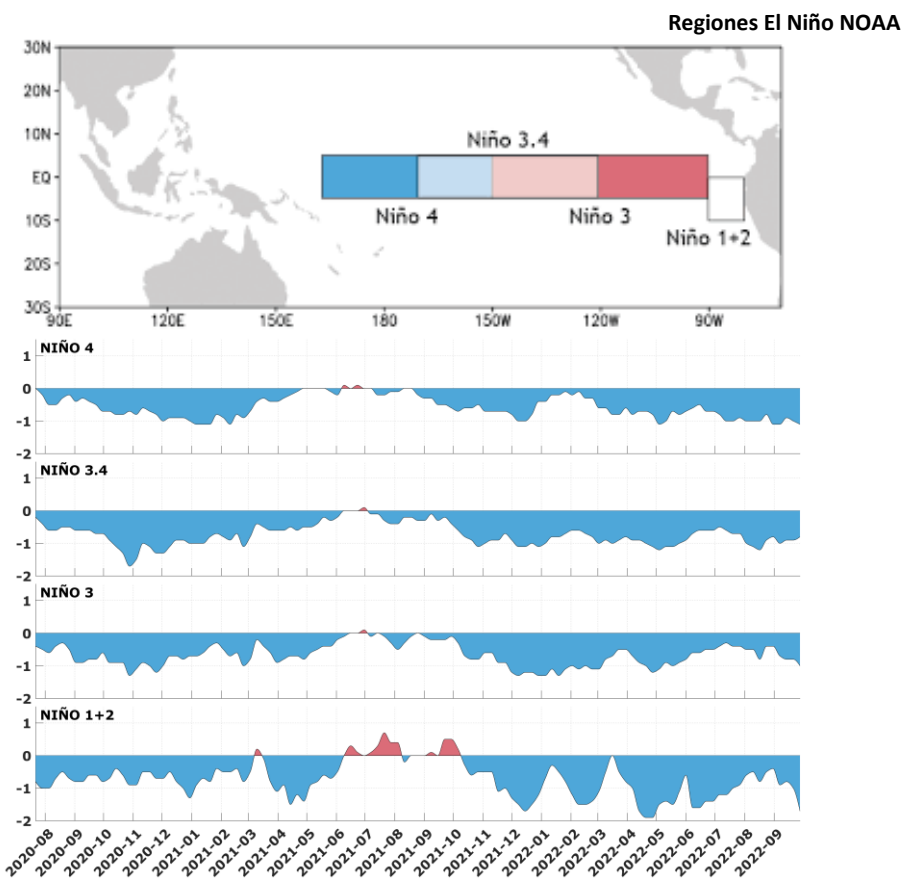 Regiones El Niño NOAA
30N
20N
10N
EQ
10S
20S
30S
Niño 3.4
Niño 4
Niño 3
Niño 1+2
90E 120E 150E 180 150W 120W 90W
NIÑO 4
1
0
-1
-2
NIÑO 3.4
1
0
-1
-2
NIÑO 3
1
0
-1
-2
NIÑO 1+2
1
0
-1
-2
2020-08 2020-09 2020-10 2020-11 2020-12 2021-01 2021-02 2021-03 2021-04 2021-05 2021-06 2021-07 2021-08 2021-09 2021-10 2021-11 2021-12 2022-01 2022-02 2022-03 2022-04 2022-05 2022-06 2022-07 2022-08 2022-09